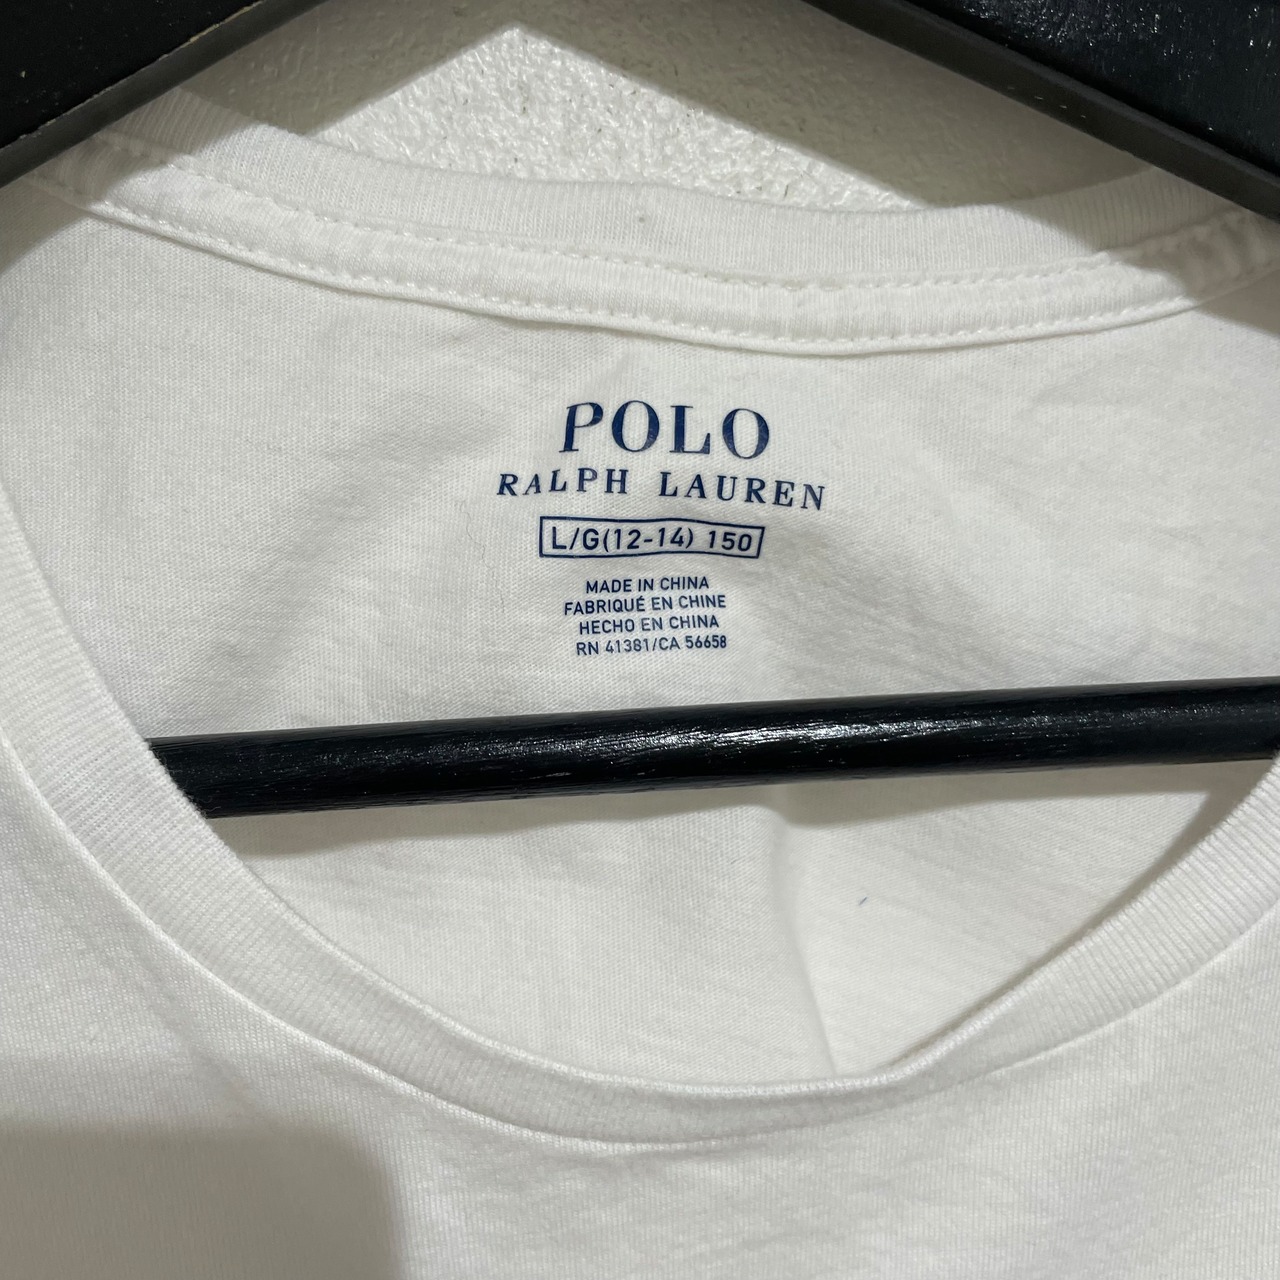 POLO
RALPH LAUREN
L/G(12-14) 150
MADE IN CHINA
FABRIQUÉ EN CHINE
HECHO EN CHINA
RN 41381/CA 56658